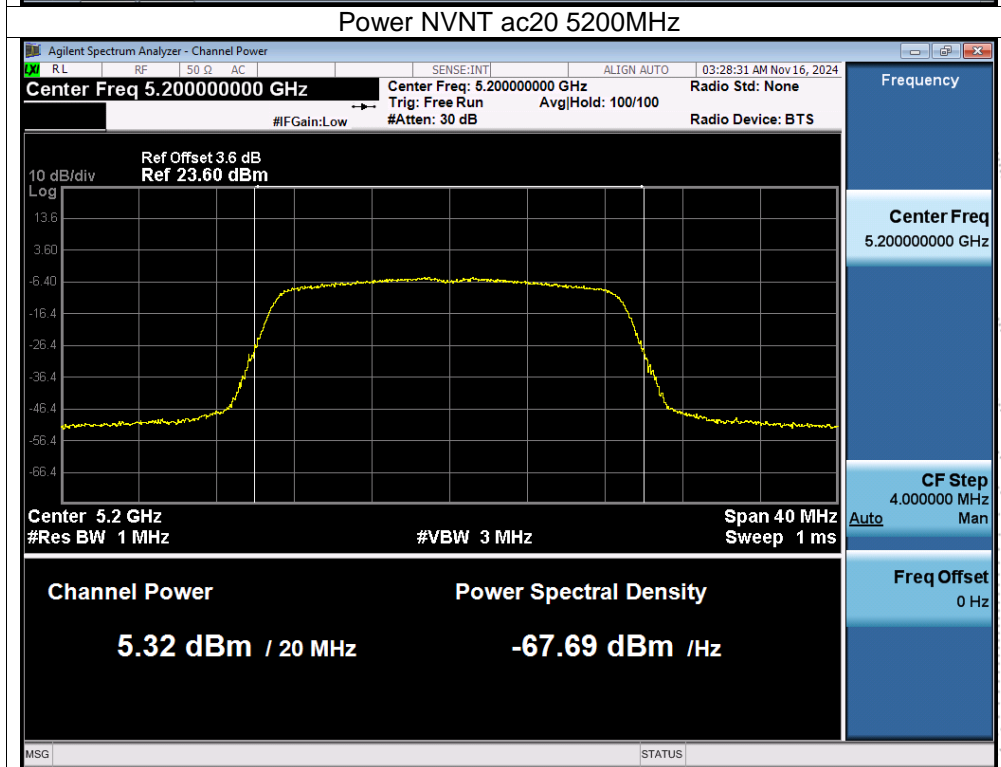 Power NVNT ac20 5200MHz
Agilent Spectrum Analyzer - Channel Power
LXI RL RF 50 Ω AC SENSE:INT ALIGN AUTO 03:28:31 AM Nov 16, 2024
Center Freq 5.200000000 GHz
Center Freq: 5.200000000 GHz Radio Std: None
Trig: Free Run Avg|Hold: 100/100
#IFGain:Low #Atten: 30 dB Radio Device: BTS
Frequency
Ref Offset 3.6 dB
10 dB/div Ref 23.60 dBm
Log
13.6
3.60
-6.40
-16.4
-26.4
-36.4
-46.4
-56.4
-66.4
Center Freq
5.200000000 GHz
CF Step
4.000000 MHz
Auto Man
Freq Offset
0 Hz
Center 5.2 GHz Span 40 MHz
#Res BW 1 MHz #VBW 3 MHz Sweep 1 ms
Channel Power Power Spectral Density
5.32 dBm / 20 MHz -67.69 dBm /Hz
MSG STATUS